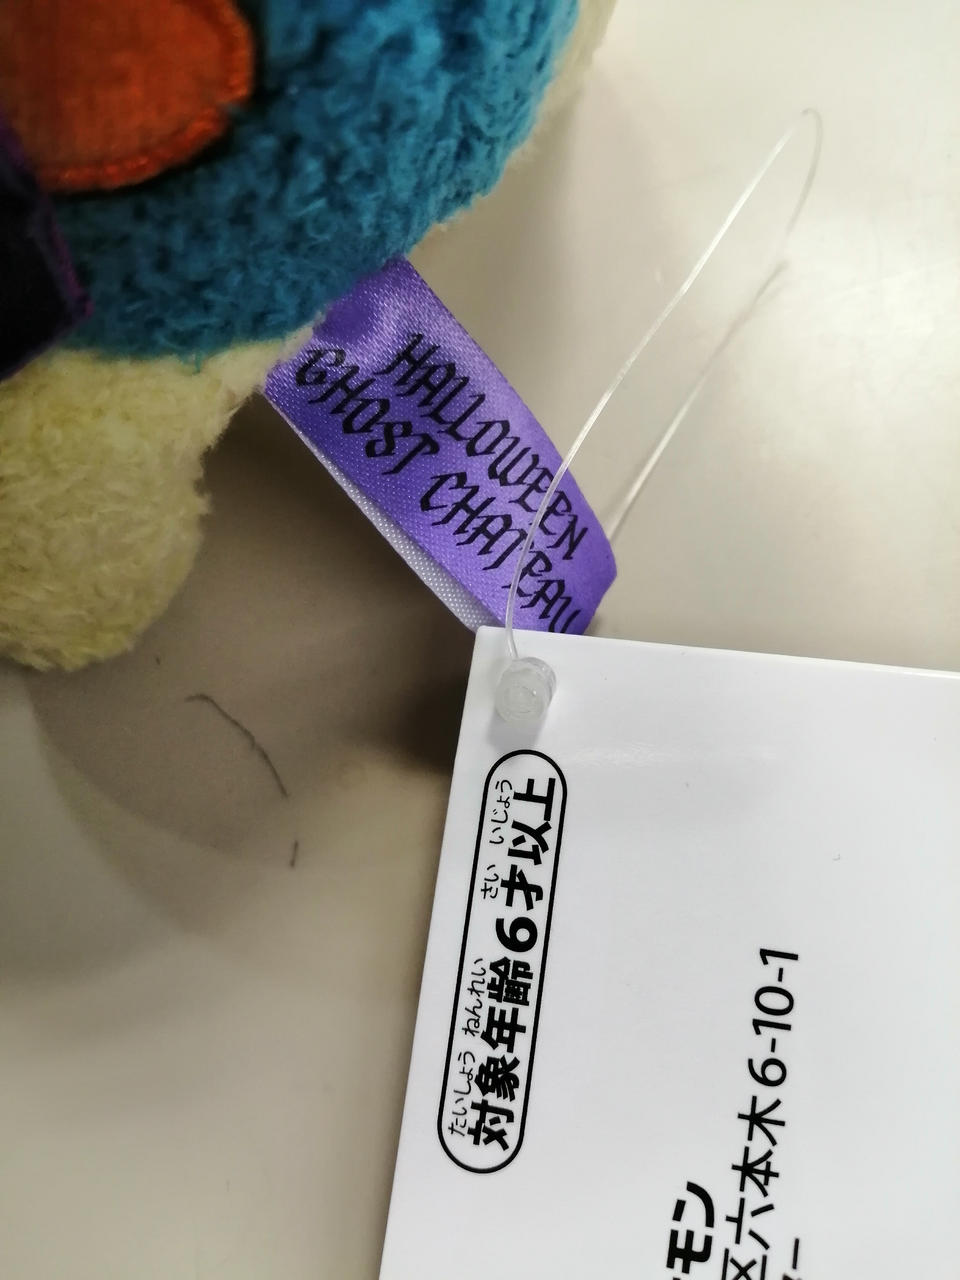 HALLOWEEN
GHOST CHATEAU
たいしょう ねんれい さい いじょう
対象年齢6才以上
モン
区六本木6-10-1